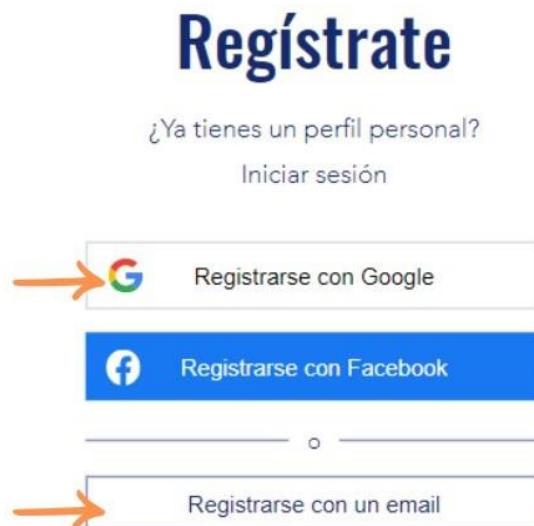 Regístrate
¿Ya tienes un perfil personal?
Iniciar sesión
Registrarse con Google
Registrarse con Facebook
o
Registrarse con un email